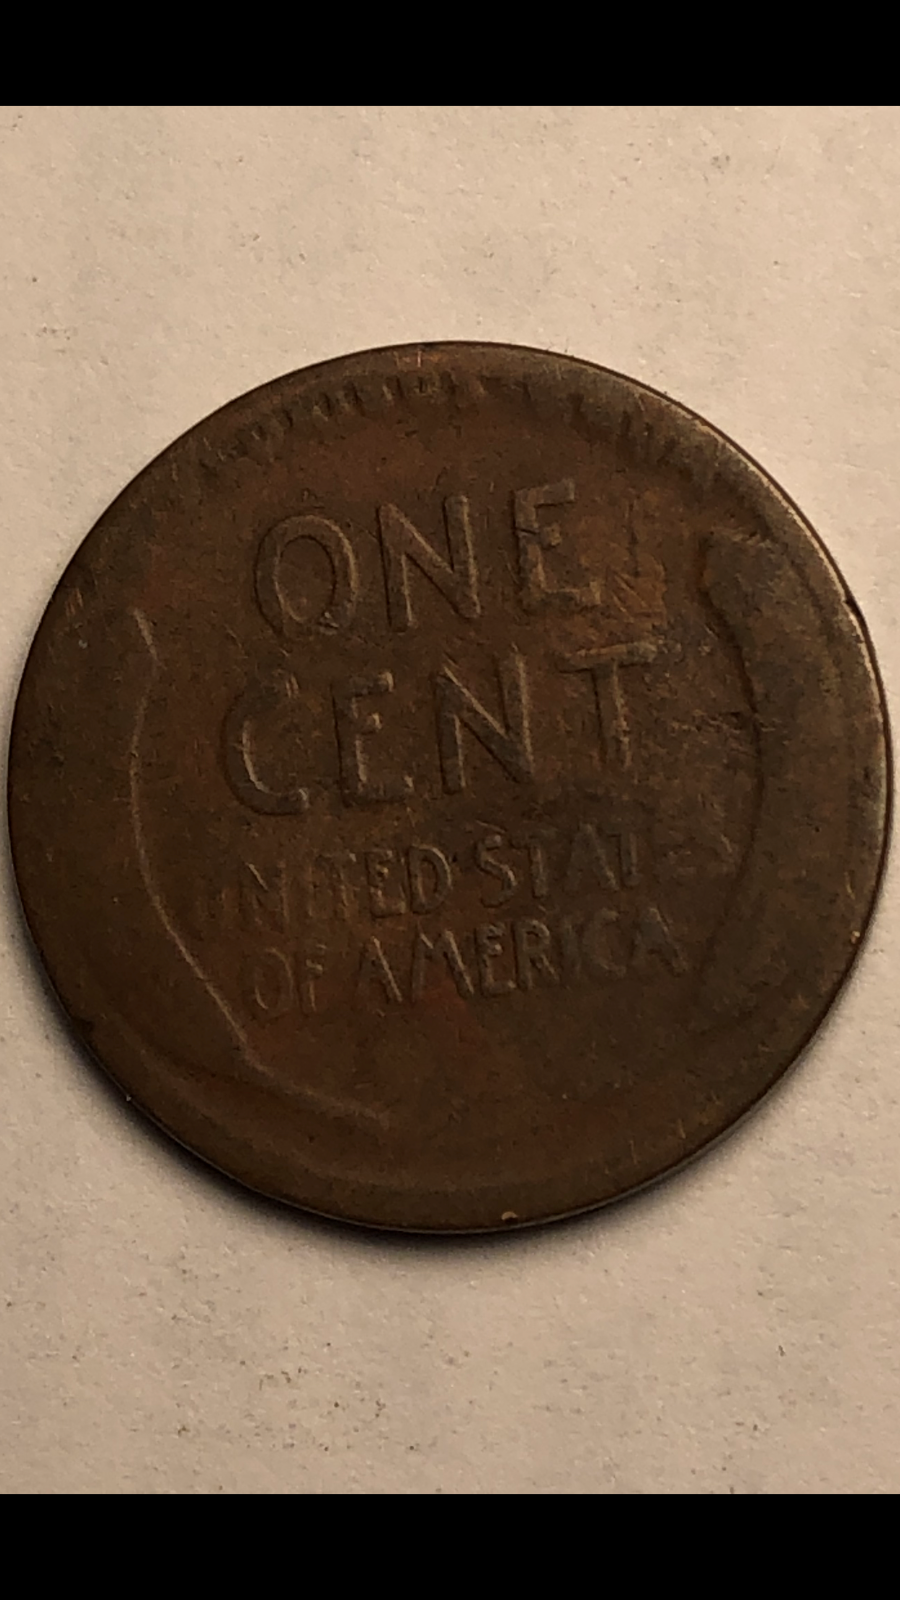 ONE
CENT
UNITED STATES
OF AMERICA